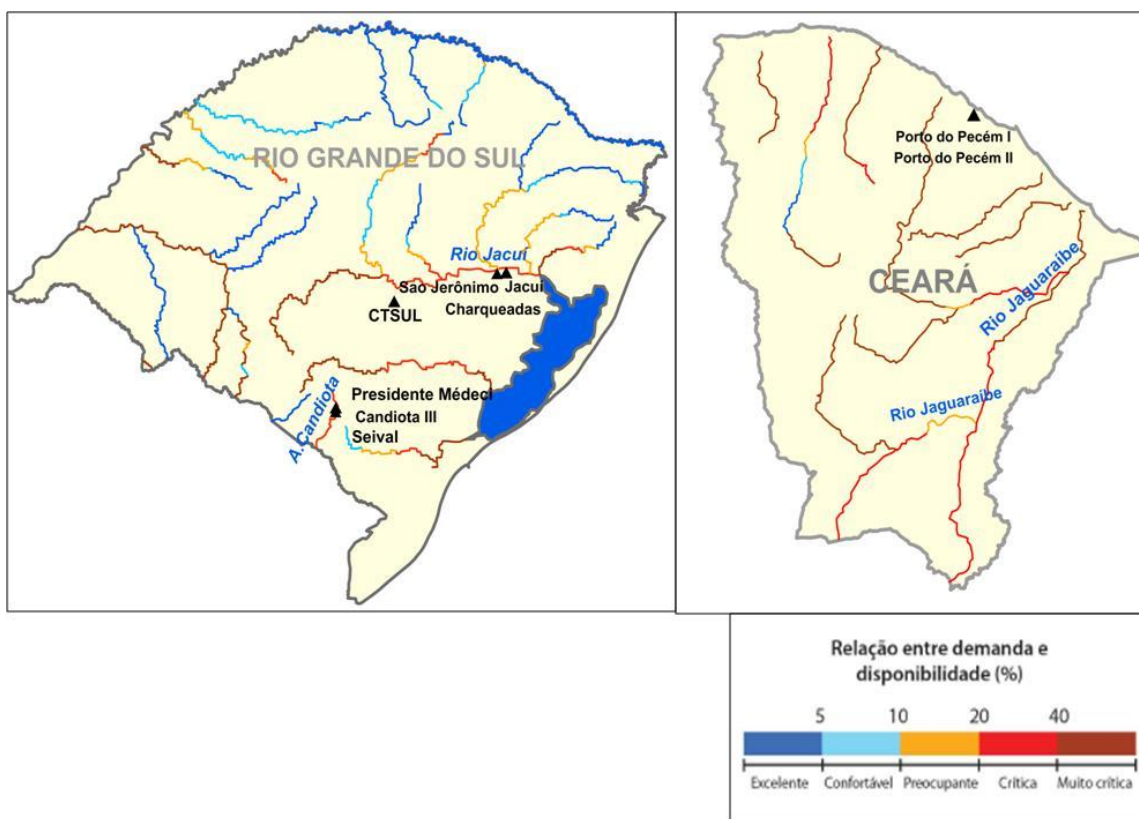 RIO GRANDE DO SUL
Rio Jacuí
São Jerônimo
Jacuí
CTSUL
Charqueadas
A.Candiota
Presidente Médeci
Candiota III
Seival
Porto do Pecém I
Porto do Pecém II
CEARÁ
Rio Jaguaraibe
Rio Jaguaraibe
Relação entre demanda e
disponibilidade (%)
5 10 20 40
Excelente Confortável Preocupante Crítica Muito crítica